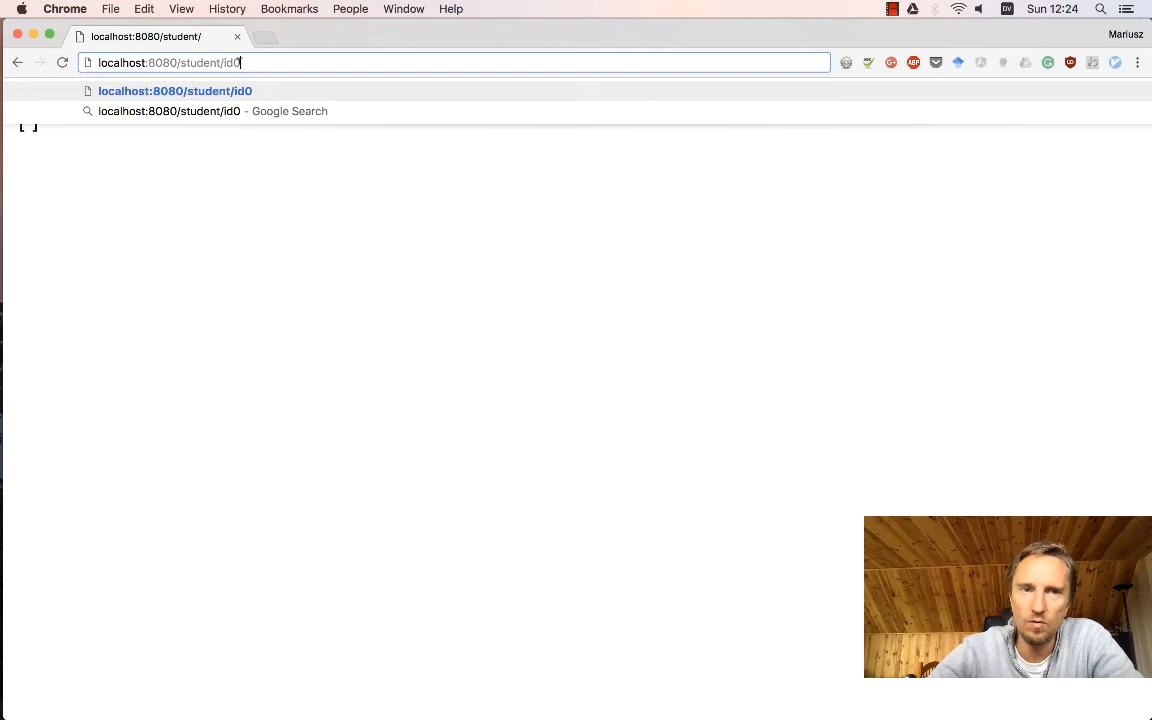 Chrome File Edit View History Bookmarks People Window Help DV Sun 12:24
localhost:8080/student/ Mariusz
localhost:8080/student/id0
localhost:8080/student/id0
localhost:8080/student/id0 - Google Search
[ ]